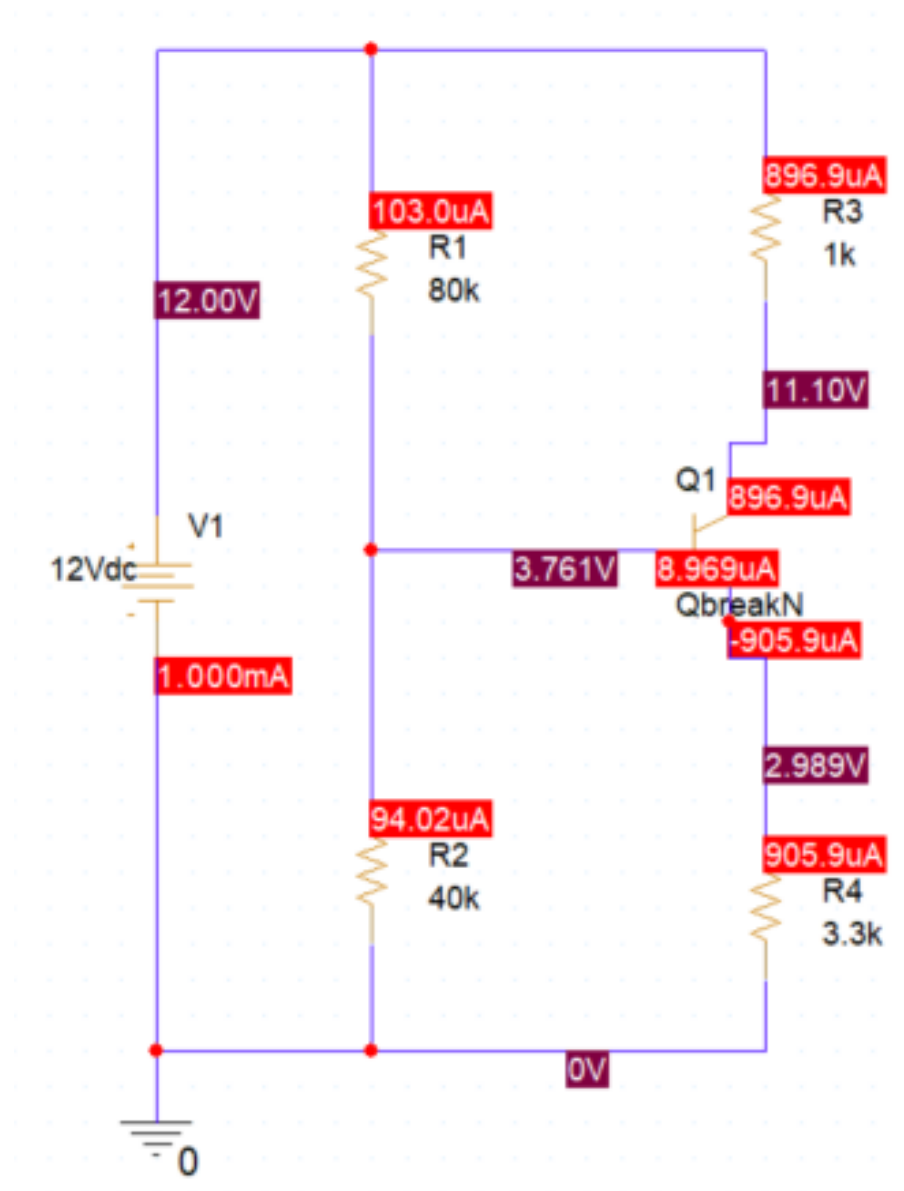 896.9uA
R3
1k
103.0uA
R1
80k
12.00V
11.10V
Q1
896.9uA
V1
12Vdc
3.761V
8.969uA
QbreakN
-905.9uA
1.000mA
2.989V
94.02uA
R2
40k
905.9uA
R4
3.3k
0V
0